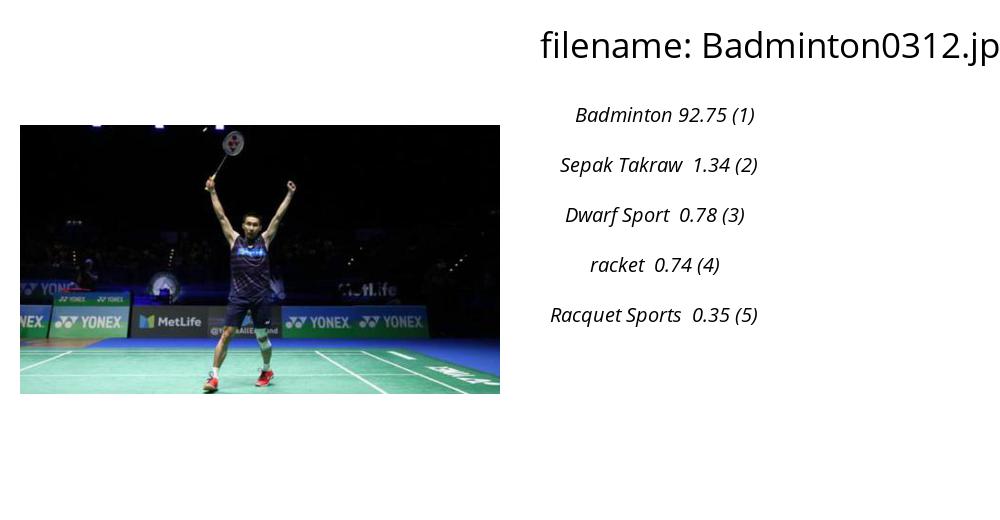 filename: Badminton0312.jp
Badminton 92.75 (1)
Sepak Takraw 1.34 (2)
Dwarf Sport 0.78 (3)
racket 0.74 (4)
Racquet Sports 0.35 (5)
YONEX
MetLife
YONEX
NEX YONEX MetLife YONEX YONEX